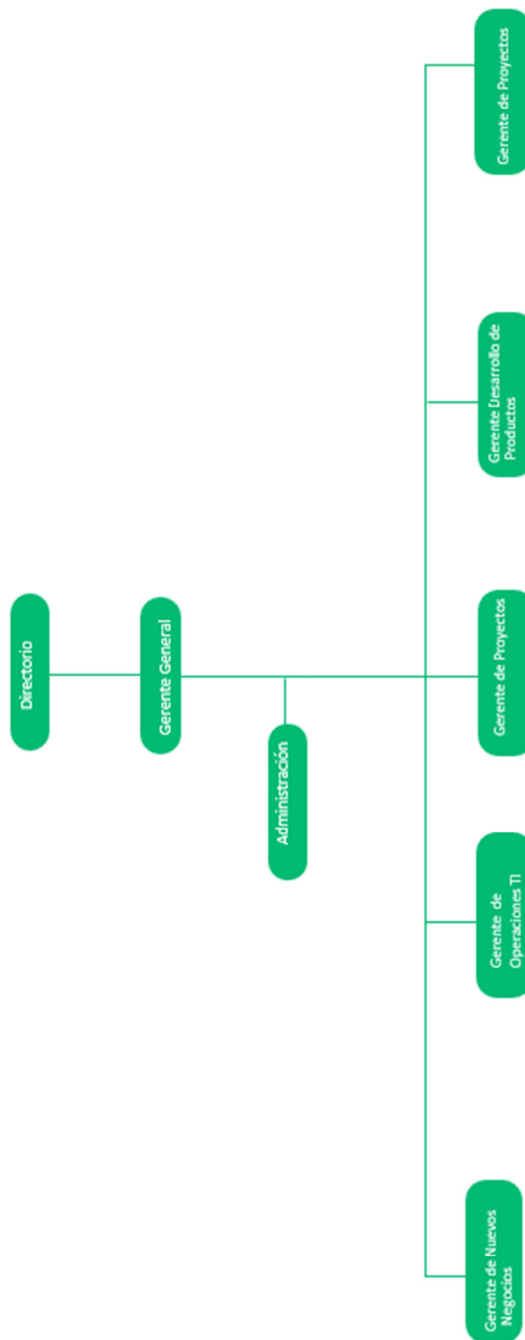 Directorio
Gerente General
Administración
Gerente de Nuevos
Negocios
Gerente de
Operaciones TI
Gerente de Proyectos
Gerente Desarrollo de
Productos
Gerente de Proyectos